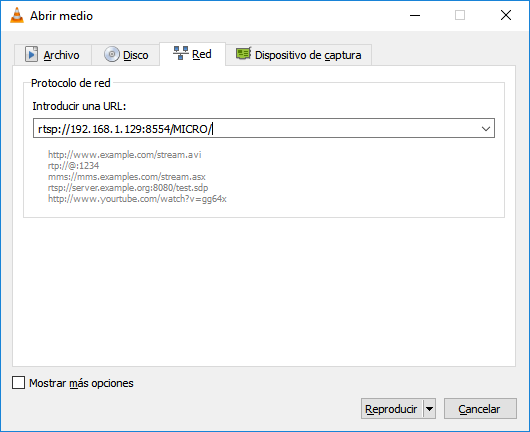 Abrir medio
Archivo Disco Red Dispositivo de captura
Protocolo de red
Introducir una URL:
rtsp://192.168.1.129:8554/MICRO/
http://www.example.com/stream.avi
rtp://@:1234
mms://mms.examples.com/stream.asx
rtsp://server.example.org:8080/test.sdp
http://www.yourtube.com/watch?v=gg64x
Mostrar más opciones
Reproducir Cancelar